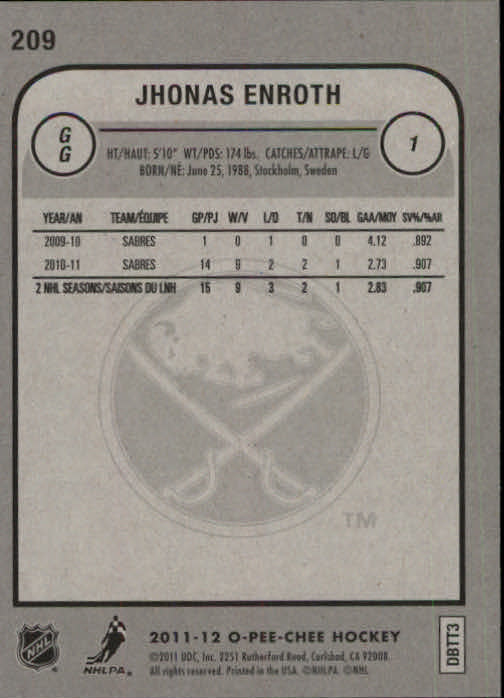 209
JHONAS ENROTH
G
G
1
HT/HAUT: 5'10" WT/PDS: 174 lbs. CATCHES/ATTRAPE: L/G
BORN/NÉ: June 25, 1988, Stockholm, Sweden
YEAR/AN TEAM/ÉQUIPE GP/PJ W/V L/D T/N SO/BL GAA/MOY SV%/%AR
2009-10 SABRES 1 0 1 0 0 4.12 .892
2010-11 SABRES 14 9 2 2 1 2.73 .907
2 NHL SEASONS/SAISONS DU LNH 15 9 3 2 1 2.83 .907
TM
NHL
NHLPA®
2011-12 O-PEE-CHEE HOCKEY
©2011 UDC, Inc. 2251 Rutherford Road, Carlsbad, CA 92008.
All rights reserved. Printed in the USA. ©NHLPA. ©NHL.
DBTT3